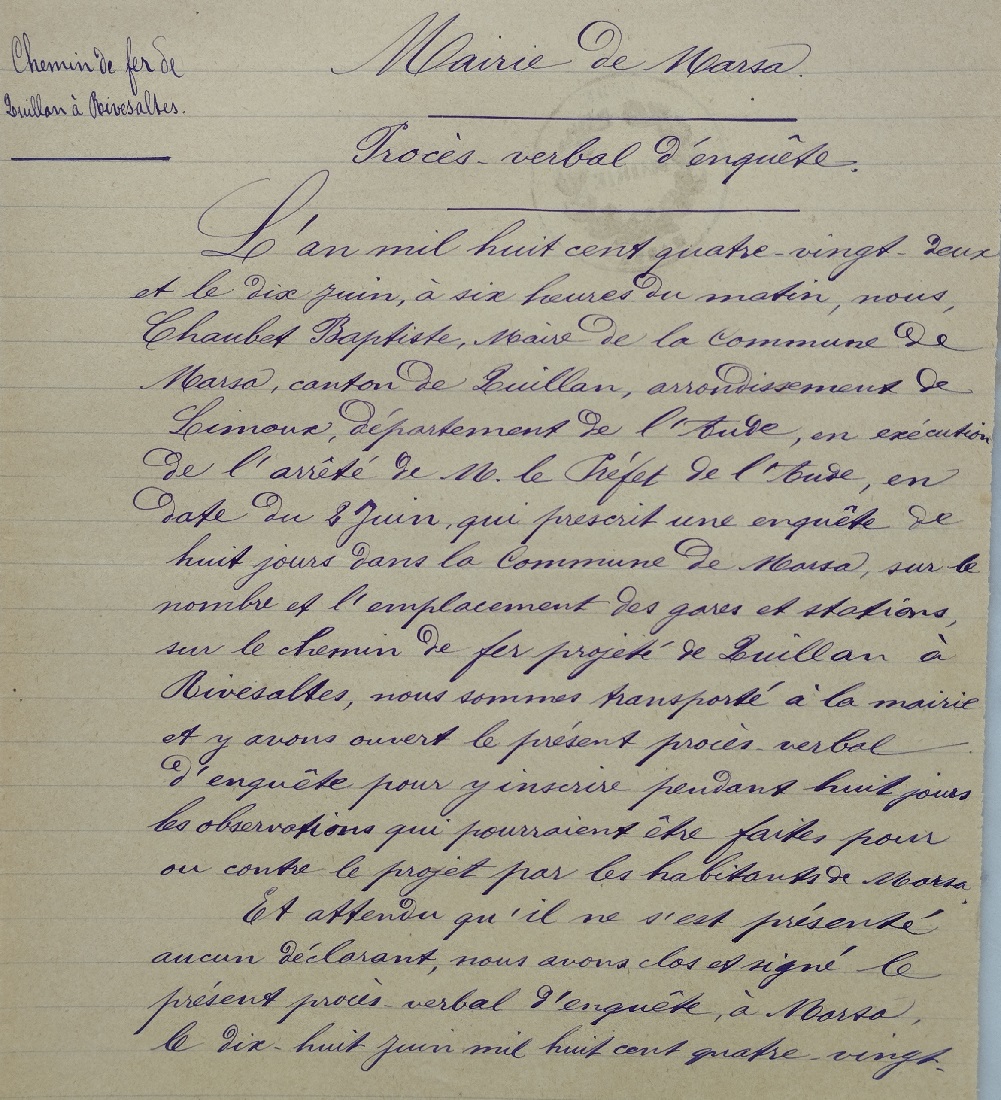 Chemin de fer de
Quillan à Rivesaltes.
Mairie de Marsa.
Procès-verbal d'enquête.
L'an mil huit cent quatre-vingt-deux
et le dix juin, à six heures du matin, nous,
Chaubet Baptiste, Maire de la Commune de
Marsa, canton de Quillan, arrondissement de
Limoux, département de l'Aude, en exécution
de l'arrêté de M. le Préfet de l'Aude, en
date du 2 Juin, qui prescrit une enquête de
huit jours dans la Commune de Marsa, sur le
nombre et l'emplacement des gares et stations,
sur le chemin de fer projeté de Quillan à
Rivesaltes, nous sommes transporté à la mairie
et y avons ouvert le présent procès-verbal
d'enquête pour y inscrire pendant huit jours
les observations qui pourraient être faites pour
ou contre le projet par les habitants de Marsa.
Et attendu qu'il ne s'est présenté
aucun déclarant, nous avons clos et signé le
présent procès-verbal d'enquête, à Marsa,
le dix-huit Juin mil huit cent quatre-vingt-